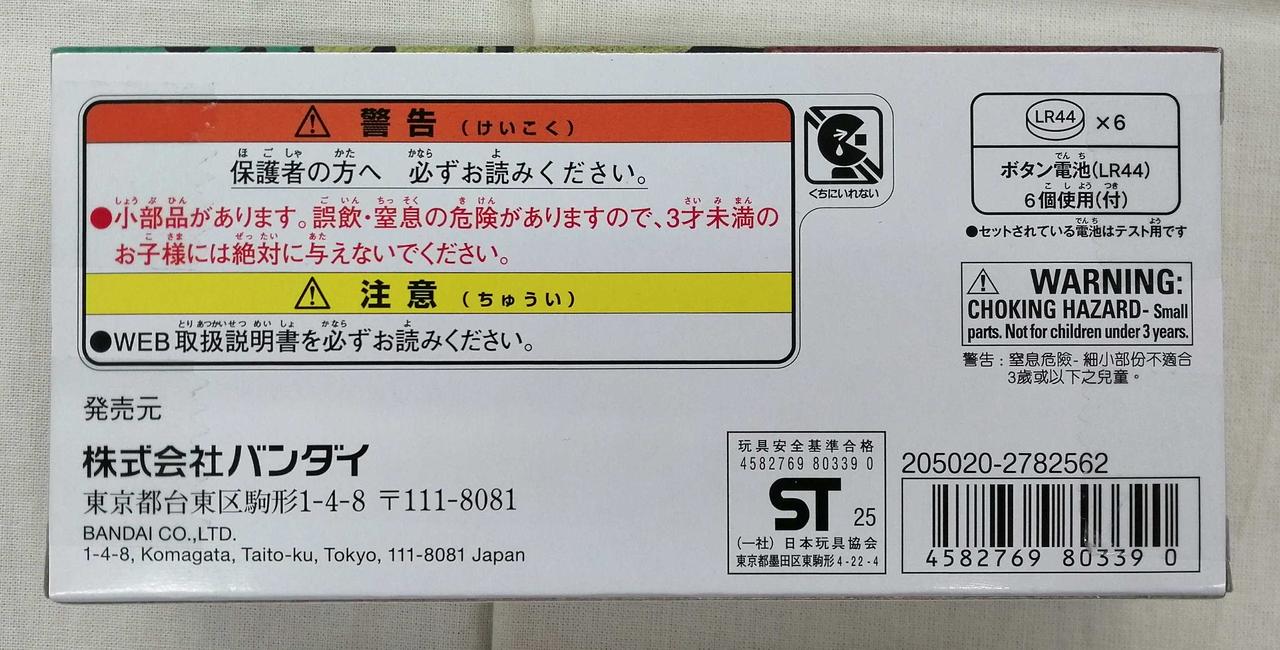 警告（けいこく）
保護者の方へ 必ずお読みください。
●小部品があります。誤飲・窒息の危険がありますので、3才未満の
お子様には絶対に与えないでください。
注意（ちゅうい）
●WEB取扱説明書を必ずお読みください。
くちにいれない
LR44 ×6
ボタン電池(LR44)
6個使用(付)
●セットされている電池はテスト用です
WARNING:
CHOKING HAZARD- Small
parts. Not for children under 3 years.
警告：窒息危險- 細小部份不適合
3歲或以下之兒童。
発売元
株式会社バンダイ
東京都台東区駒形1-4-8 〒111-8081
BANDAI CO.,LTD.
1-4-8, Komagata, Taito-ku, Tokyo, 111-8081 Japan
玩具安全基準合格
4582769 80339 0
ST 25
(一社) 日本玩具協会
東京都墨田区東駒形 4-22-4
205020-2782562
4582769 80339 0